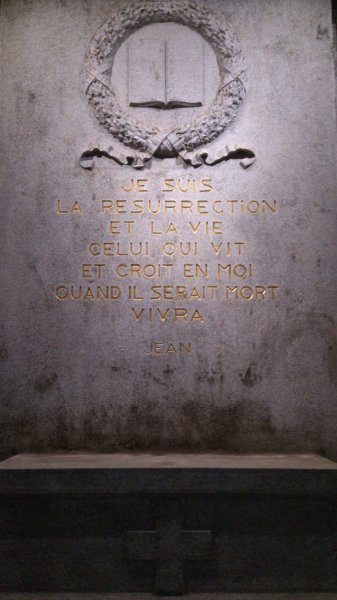 JE SUIS
LA RESURRECTION
ET LA VIE
CELUI QUI VIT
ET CROIT EN MOI
QUAND IL SERAIT MORT
VIVRA
- JEAN -